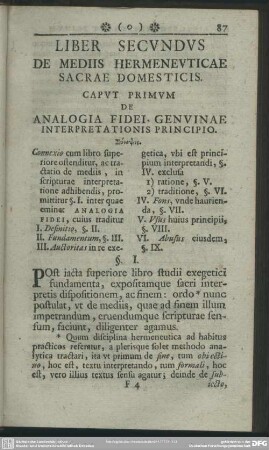 ❀ ( o ) ❀ 87
LIBER SECVNDVS
DE MEDIIS HERMENEVTICAE
SACRAE DOMESTICIS.
CAPVT PRIMVM
DE
ANALOGIA FIDEI, GENVINAE
INTERPRETATIONIS PRINCIPIO.
Σύνοψις.
Connexio cum libro supe-
riore ostenditur, ac tra-
ctatio de mediis, in
scripturae interpreta-
tione adhibendis, pro-
mittitur §. I. inter quae
eminet ANALOGIA
FIDEI, cuius traditur
I. Definitio, §. II.
II. Fundamentum, §. III.
III. Auctoritas in re exe-
getica, vbi est princi-
pium interpretandi, §.
IV. exclusa
1) ratione, §. V.
2) traditione, §. VI.
IV. Fons, vnde haurien-
da, §. VII.
V. Vsus huius principii,
§. VIII.
VI. Abusus eiusdem,
§. IX.
§. I.
POst iacta superiore libro studii exegetici
fundamenta, expositamque sacri inter-
pretis dispositionem, ac finem: ordo * nunc
postulat, vt de mediis, quae ad finem illum
impetrandum, eruendumque scripturae sen-
sum, faciunt, diligenter agamus.
* Quum disciplina hermeneutica ad habitus
practicos referatur, a plerisque solet methodo ana-
lytica tractari, ita vt primum de fine, tum obiecti-
vo, hoc est, textu interpretando, tum formali, hoc
est, vero illius textus sensu agatur; deinde de sub-
F 4 iecto,